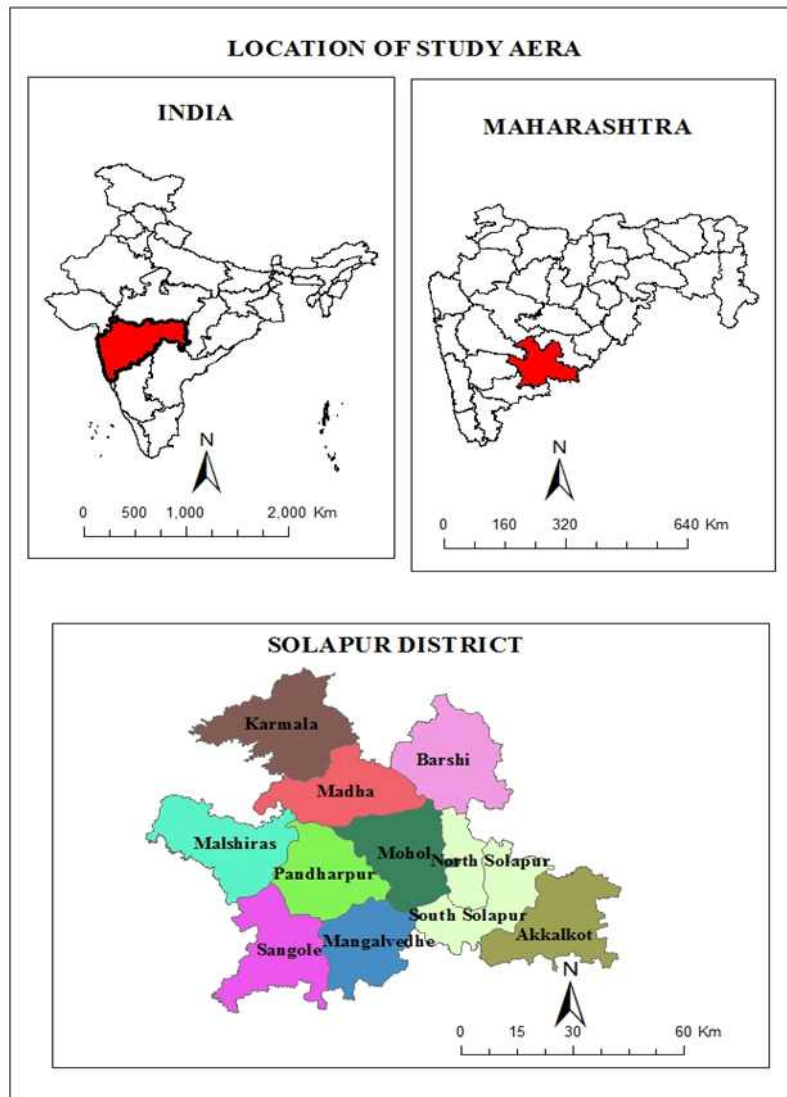 LOCATION OF STUDY AERA
INDIA
N
0 500 1,000 2,000 Km
MAHARASHTRA
N
0 160 320 640 Km
SOLAPUR DISTRICT
Karmala
Barshi
Madha
Malshiras
Mohol
North Solapur
Pandharpur
South Solapur
Akkalkot
Sangole
Mangalvedhe
N
0 15 30 60 Km